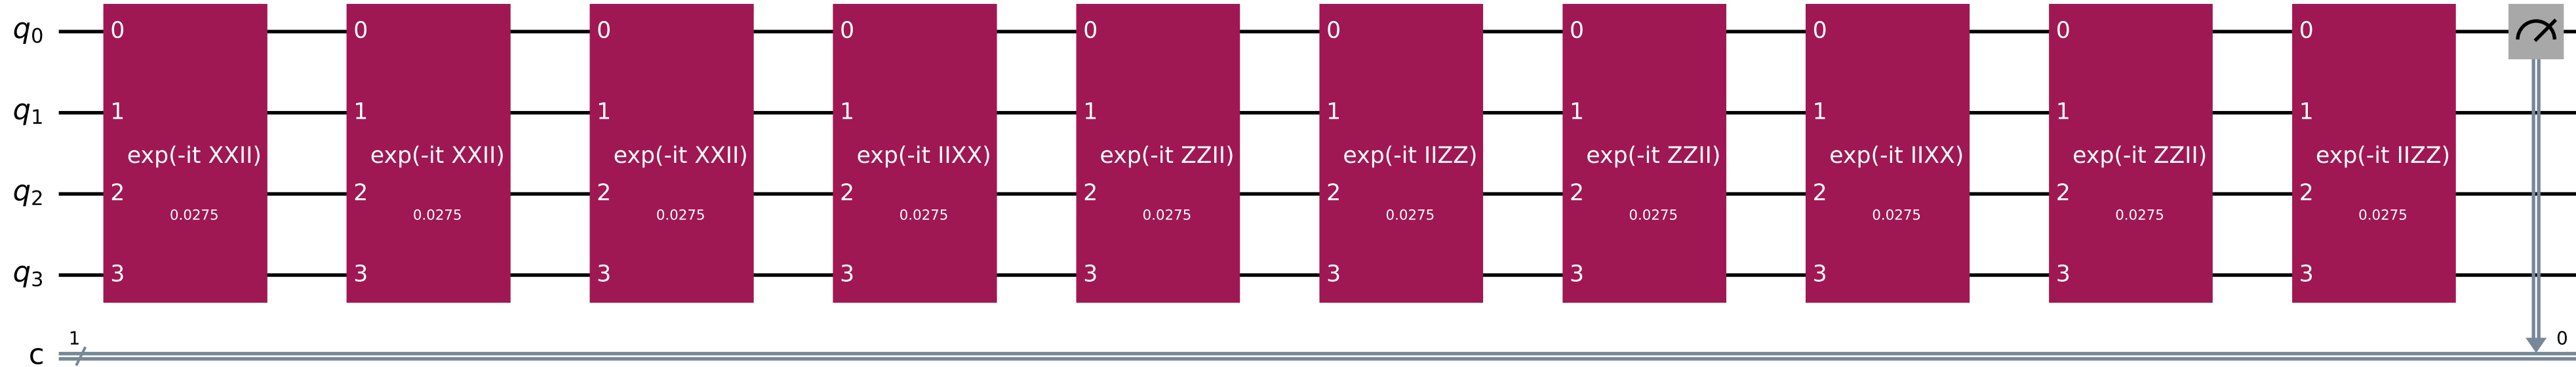 q0 0 0 0 0 0 0 0 0 0 0
q1 1 1 1 1 1 1 1 1 1 1
exp(-it XXII) exp(-it XXII) exp(-it XXII) exp(-it IIXX) exp(-it ZZII) exp(-it IIZZ) exp(-it ZZII) exp(-it IIXX) exp(-it ZZII) exp(-it IIZZ)
q2 2 2 2 2 2 2 2 2 2 2
0.0275 0.0275 0.0275 0.0275 0.0275 0.0275 0.0275 0.0275 0.0275 0.0275
q3 3 3 3 3 3 3 3 3 3 3
1 0
c